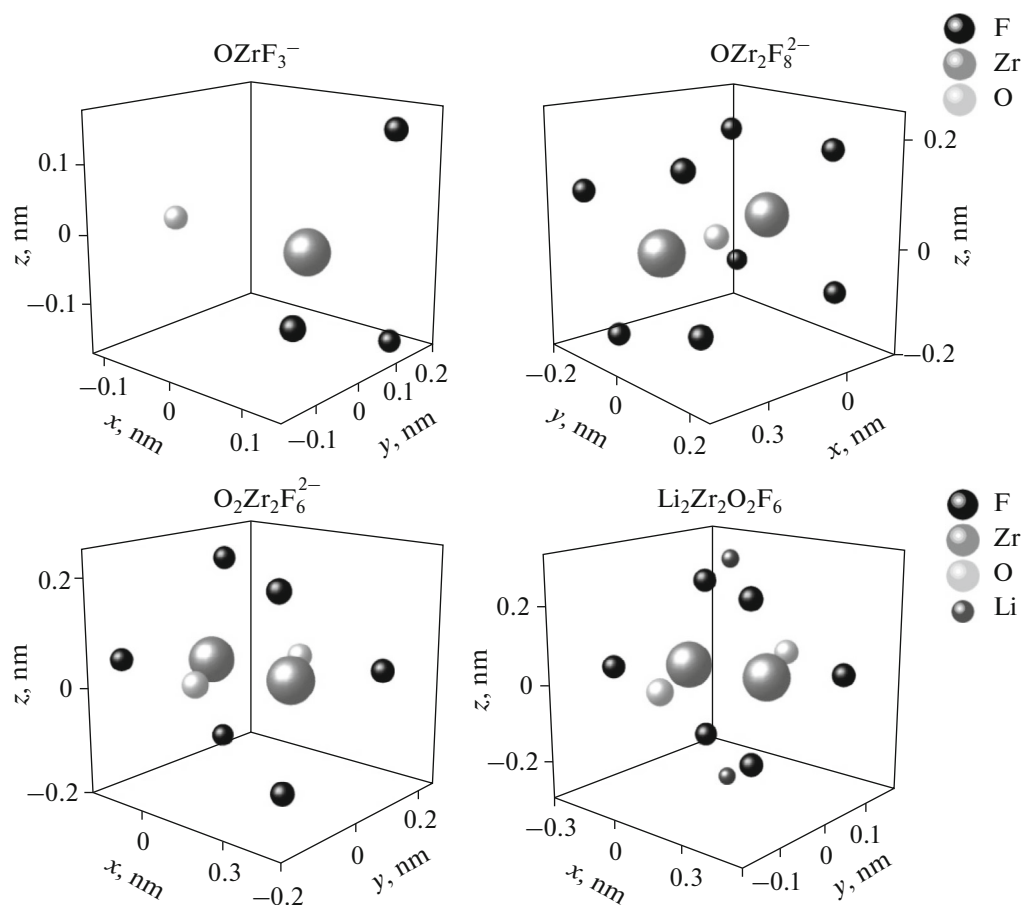 OZrF₃⁻
z, nm
0.1
0
−0.1
−0.1
0
0.1
x, nm
−0.1
0
0.1
0.2
y, nm
OZr₂F₈²⁻
−0.2
0
0.2
y, nm
0.3
0
x, nm
0.2
0
−0.2
z, nm
F
Zr
O
O₂Zr₂F₆²⁻
z, nm
0.2
0
−0.2
0
0.3
x, nm
−0.2
0
0.2
y, nm
Li₂Zr₂O₂F₆
z, nm
0.2
0
−0.2
−0.3
0
0.3
x, nm
−0.1
0
0.1
y, nm
F
Zr
O
Li